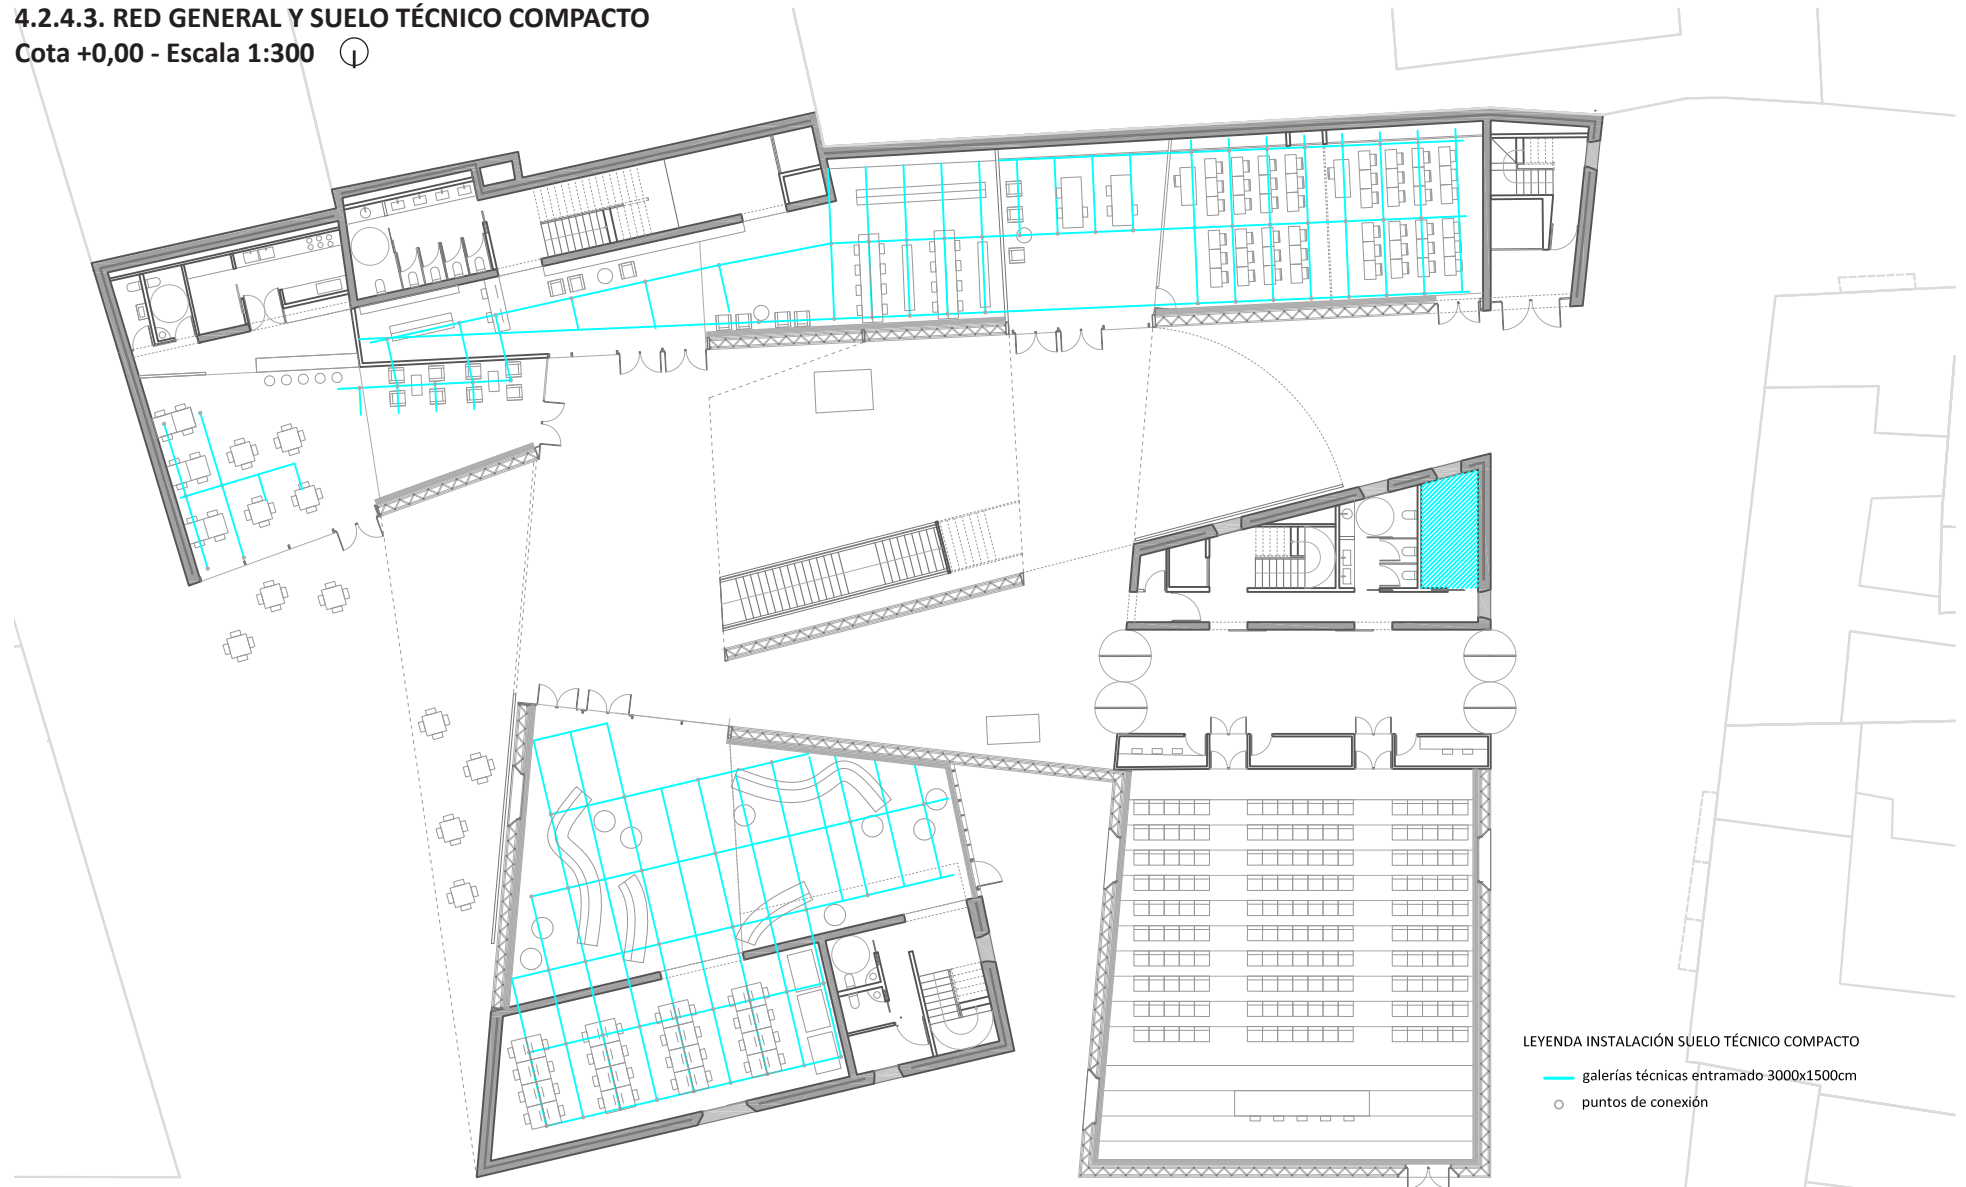 4.2.4.3. RED GENERAL Y SUELO TÉCNICO COMPACTO
Cota +0,00 - Escala 1:300
LEYENDA INSTALACIÓN SUELO TÉCNICO COMPACTO
galerías técnicas entramado 3000x1500cm
puntos de conexión